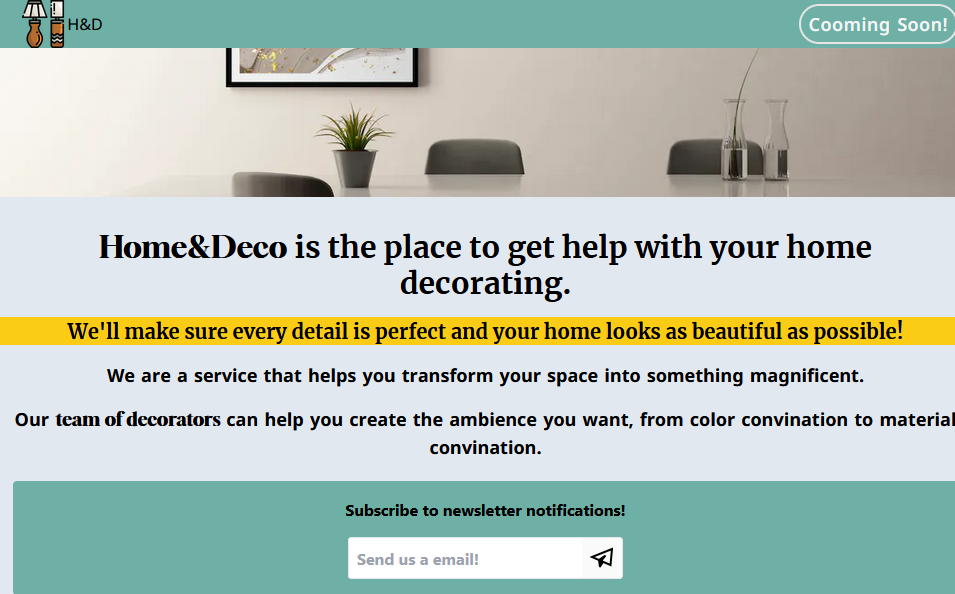 H&D
Cooming Soon!
Home&Deco is the place to get help with your home
decorating.
We'll make sure every detail is perfect and your home looks as beautiful as possible!
We are a service that helps you transform your space into something magnificent.
Our team of decorators can help you create the ambience you want, from color convination to material
convination.
Subscribe to newsletter notifications!
Send us a email!